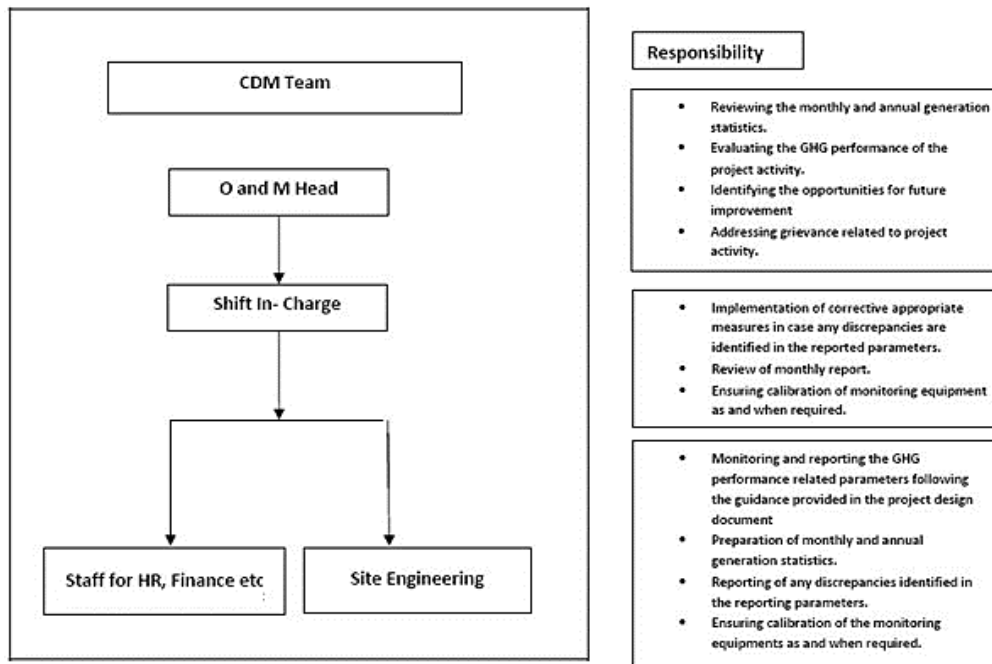 CDM Team
O and M Head
Shift In- Charge
Staff for HR, Finance etc
Site Engineering
Responsibility
• Reviewing the monthly and annual generation
statistics.
• Evaluating the GHG performance of the
project activity.
• Identifying the opportunities for future
improvement
• Addressing grievance related to project
activity.
• Implementation of corrective appropriate
measures in case any discrepancies are
identified in the reported parameters.
• Review of monthly report.
• Ensuring calibration of monitoring equipment
as and when required.
• Monitoring and reporting the GHG
performance related parameters following
the guidance provided in the project design
document
• Preparation of monthly and annual
generation statistics.
• Reporting of any discrepancies identified in
the reporting parameters.
• Ensuring calibration of the monitoring
equipments as and when required.